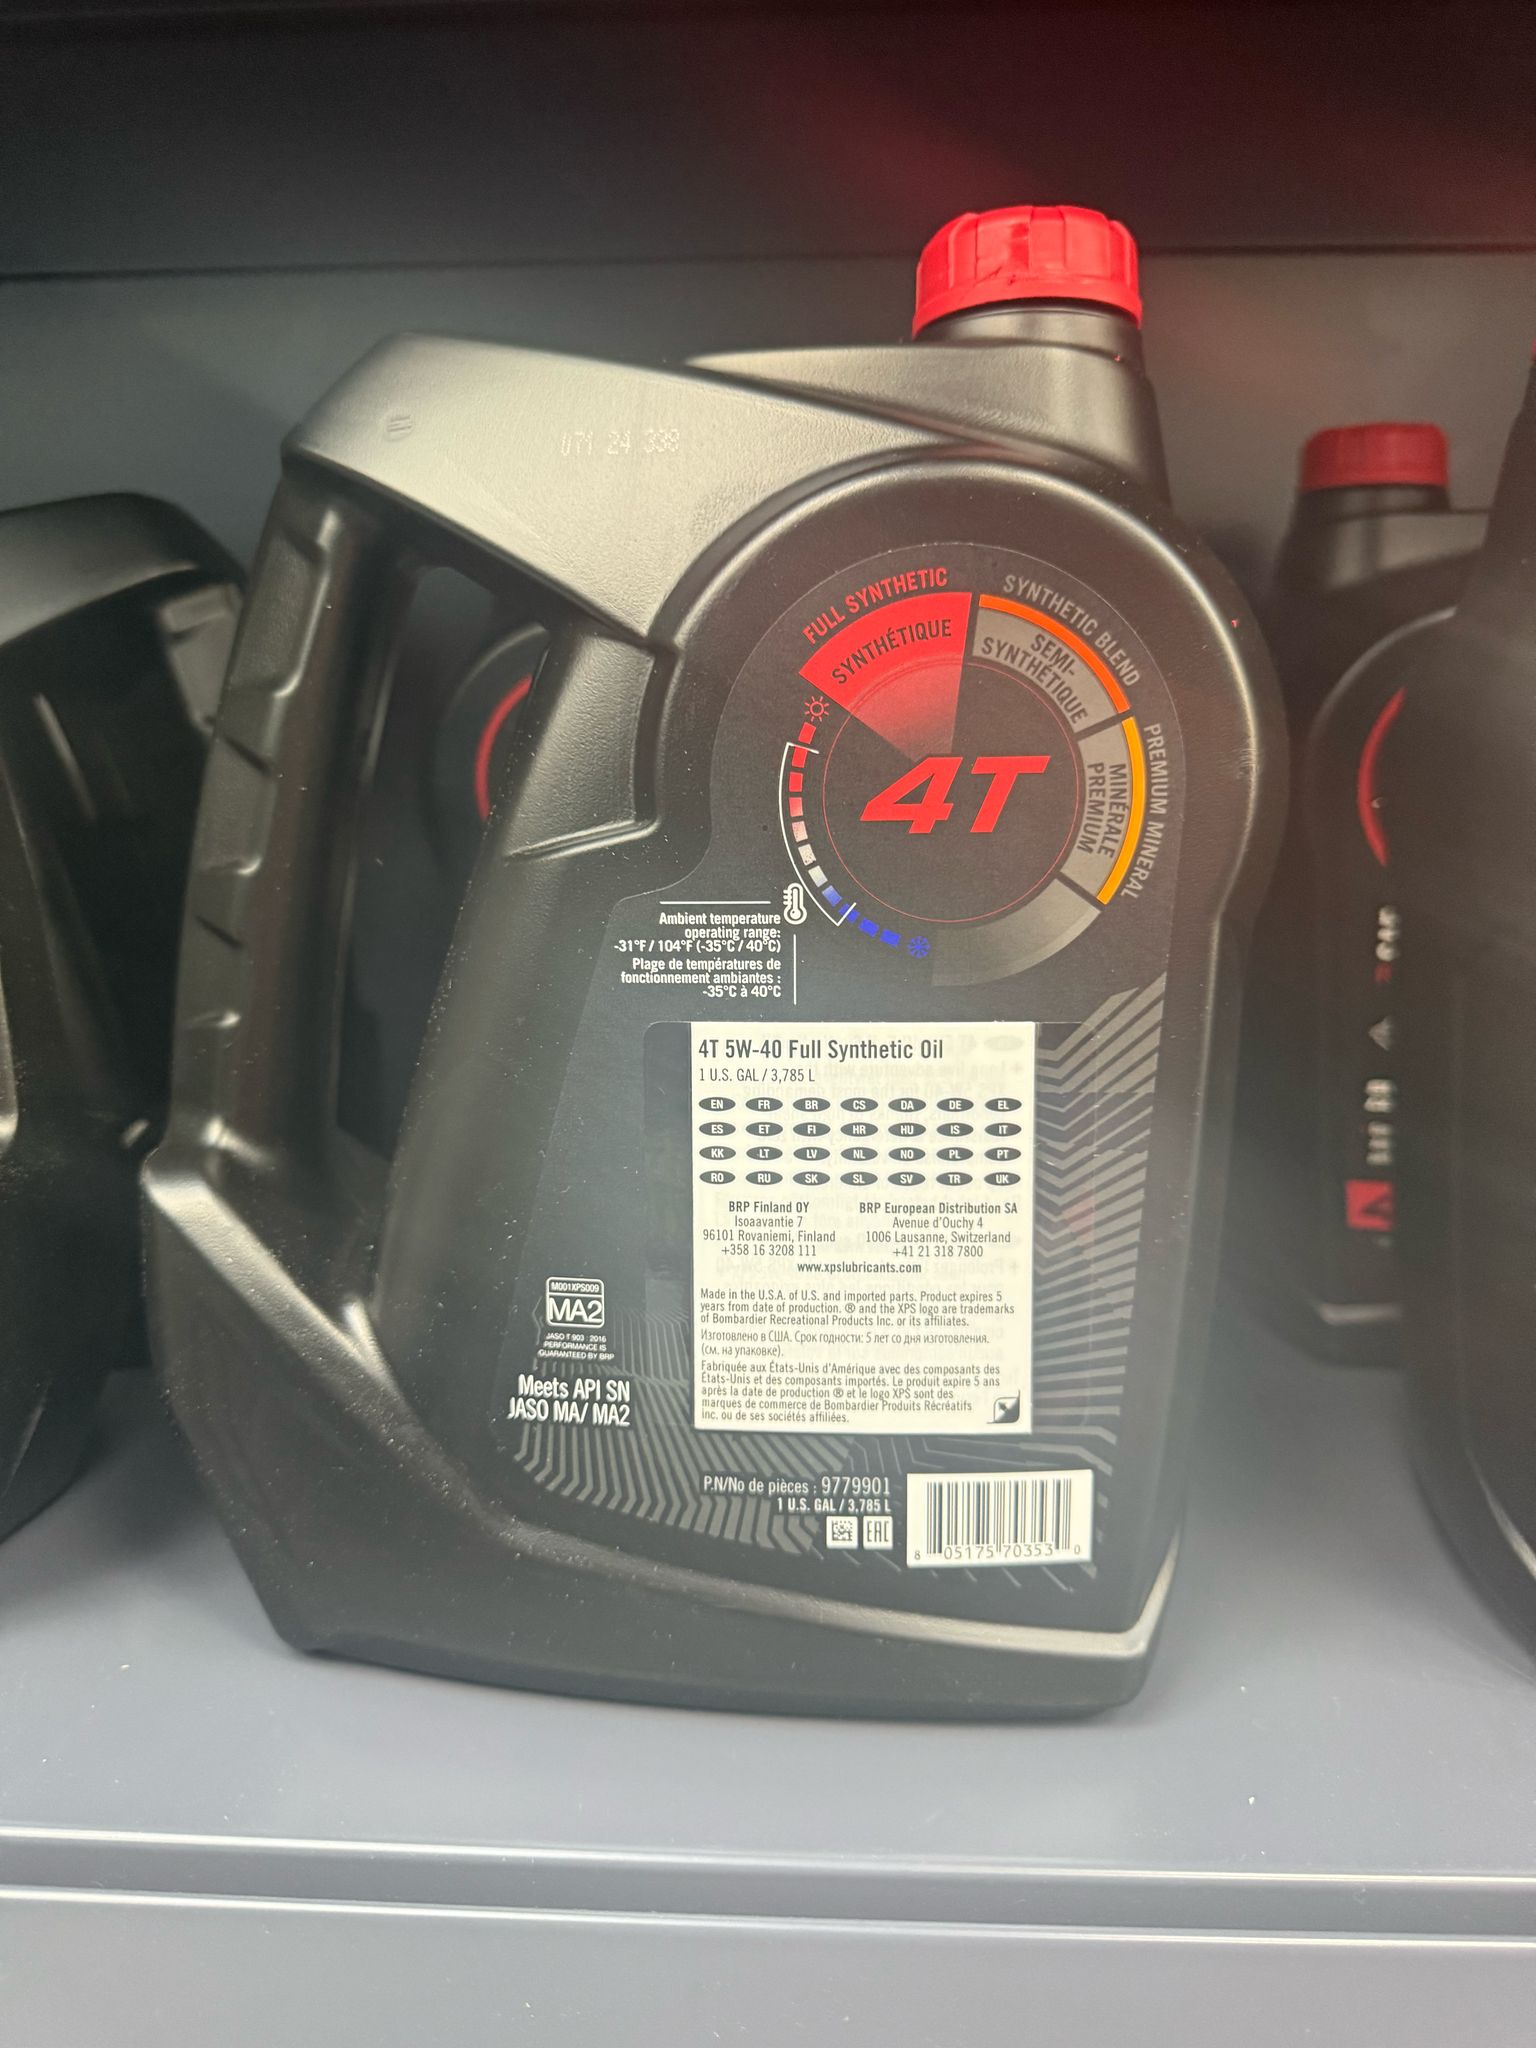 071 24 338
FULL SYNTHETIC
SYNTHÉTIQUE
SYNTHETIC BLEND
SEMI-
SYNTHÉTIQUE
PREMIUM MINERAL
MINÉRALE
PREMIUM
4T
Ambient temperature
operating range:
-31°F / 104°F (-35°C / 40°C)
Plage de températures de
fonctionnement ambiantes :
-35°C à 40°C
4T 5W-40 Full Synthetic Oil
1 U.S. GAL / 3,785 L
EN FR BR CS DA DE EL
ES ET FI HR HU IS IT
KK LT LV NL NO PL PT
RO RU SK SL SV TR UK
BRP Finland OY
Isoaavantie 7
96101 Rovaniemi, Finland
+358 16 3208 111
BRP European Distribution SA
Avenue d'Ouchy 4
1006 Lausanne, Switzerland
+41 21 318 7800
www.xpslubricants.com
Made in the U.S.A. of U.S. and imported parts. Product expires 5
years from date of production. ® and the XPS logo are trademarks
of Bombardier Recreational Products Inc. or its affiliates.
Изготовлено в США. Срок годности: 5 лет со дня изготовления.
(см. на упаковке).
Fabriquée aux États-Unis d'Amérique avec des composants des
États-Unis et des composants importés. Le produit expire 5 ans
après la date de production ® et le logo XPS sont des
marques de commerce de Bombardier Produits Récréatifs
inc. ou de ses sociétés affiliées.
M001XPS009
MA2
JASO T 903 : 2016
PERFORMANCE IS
GUARANTEED BY BRP
Meets API SN
JASO MA/ MA2
P.N/No de pièces : 9779901
1 U.S. GAL / 3,785 L
EAC
8 05175 70353 0